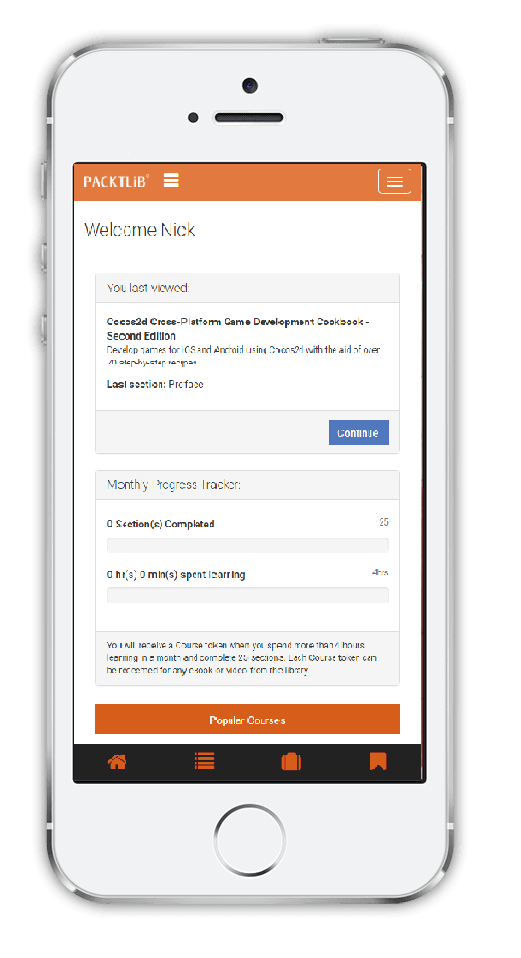 PACKTLiB®
Welcome Nick
You last viewed:
Cocos2d Cross-Platform Game Development Cookbook -
Second Edition
Develop games for iOS and Android using Cocos2d with the aid of over
70 step-by-step recipes
Last section: Preface
Continue
Monthly Progress Tracker:
0 Section(s) Completed
25
0 hr(s) 0 min(s) spent learning
4hrs
You will receive a Course token when you spend more than 4 hours
learning in a month and complete 25 sections. Each Course token can
be redeemed for any eBook or video from the library.
Popular Courses